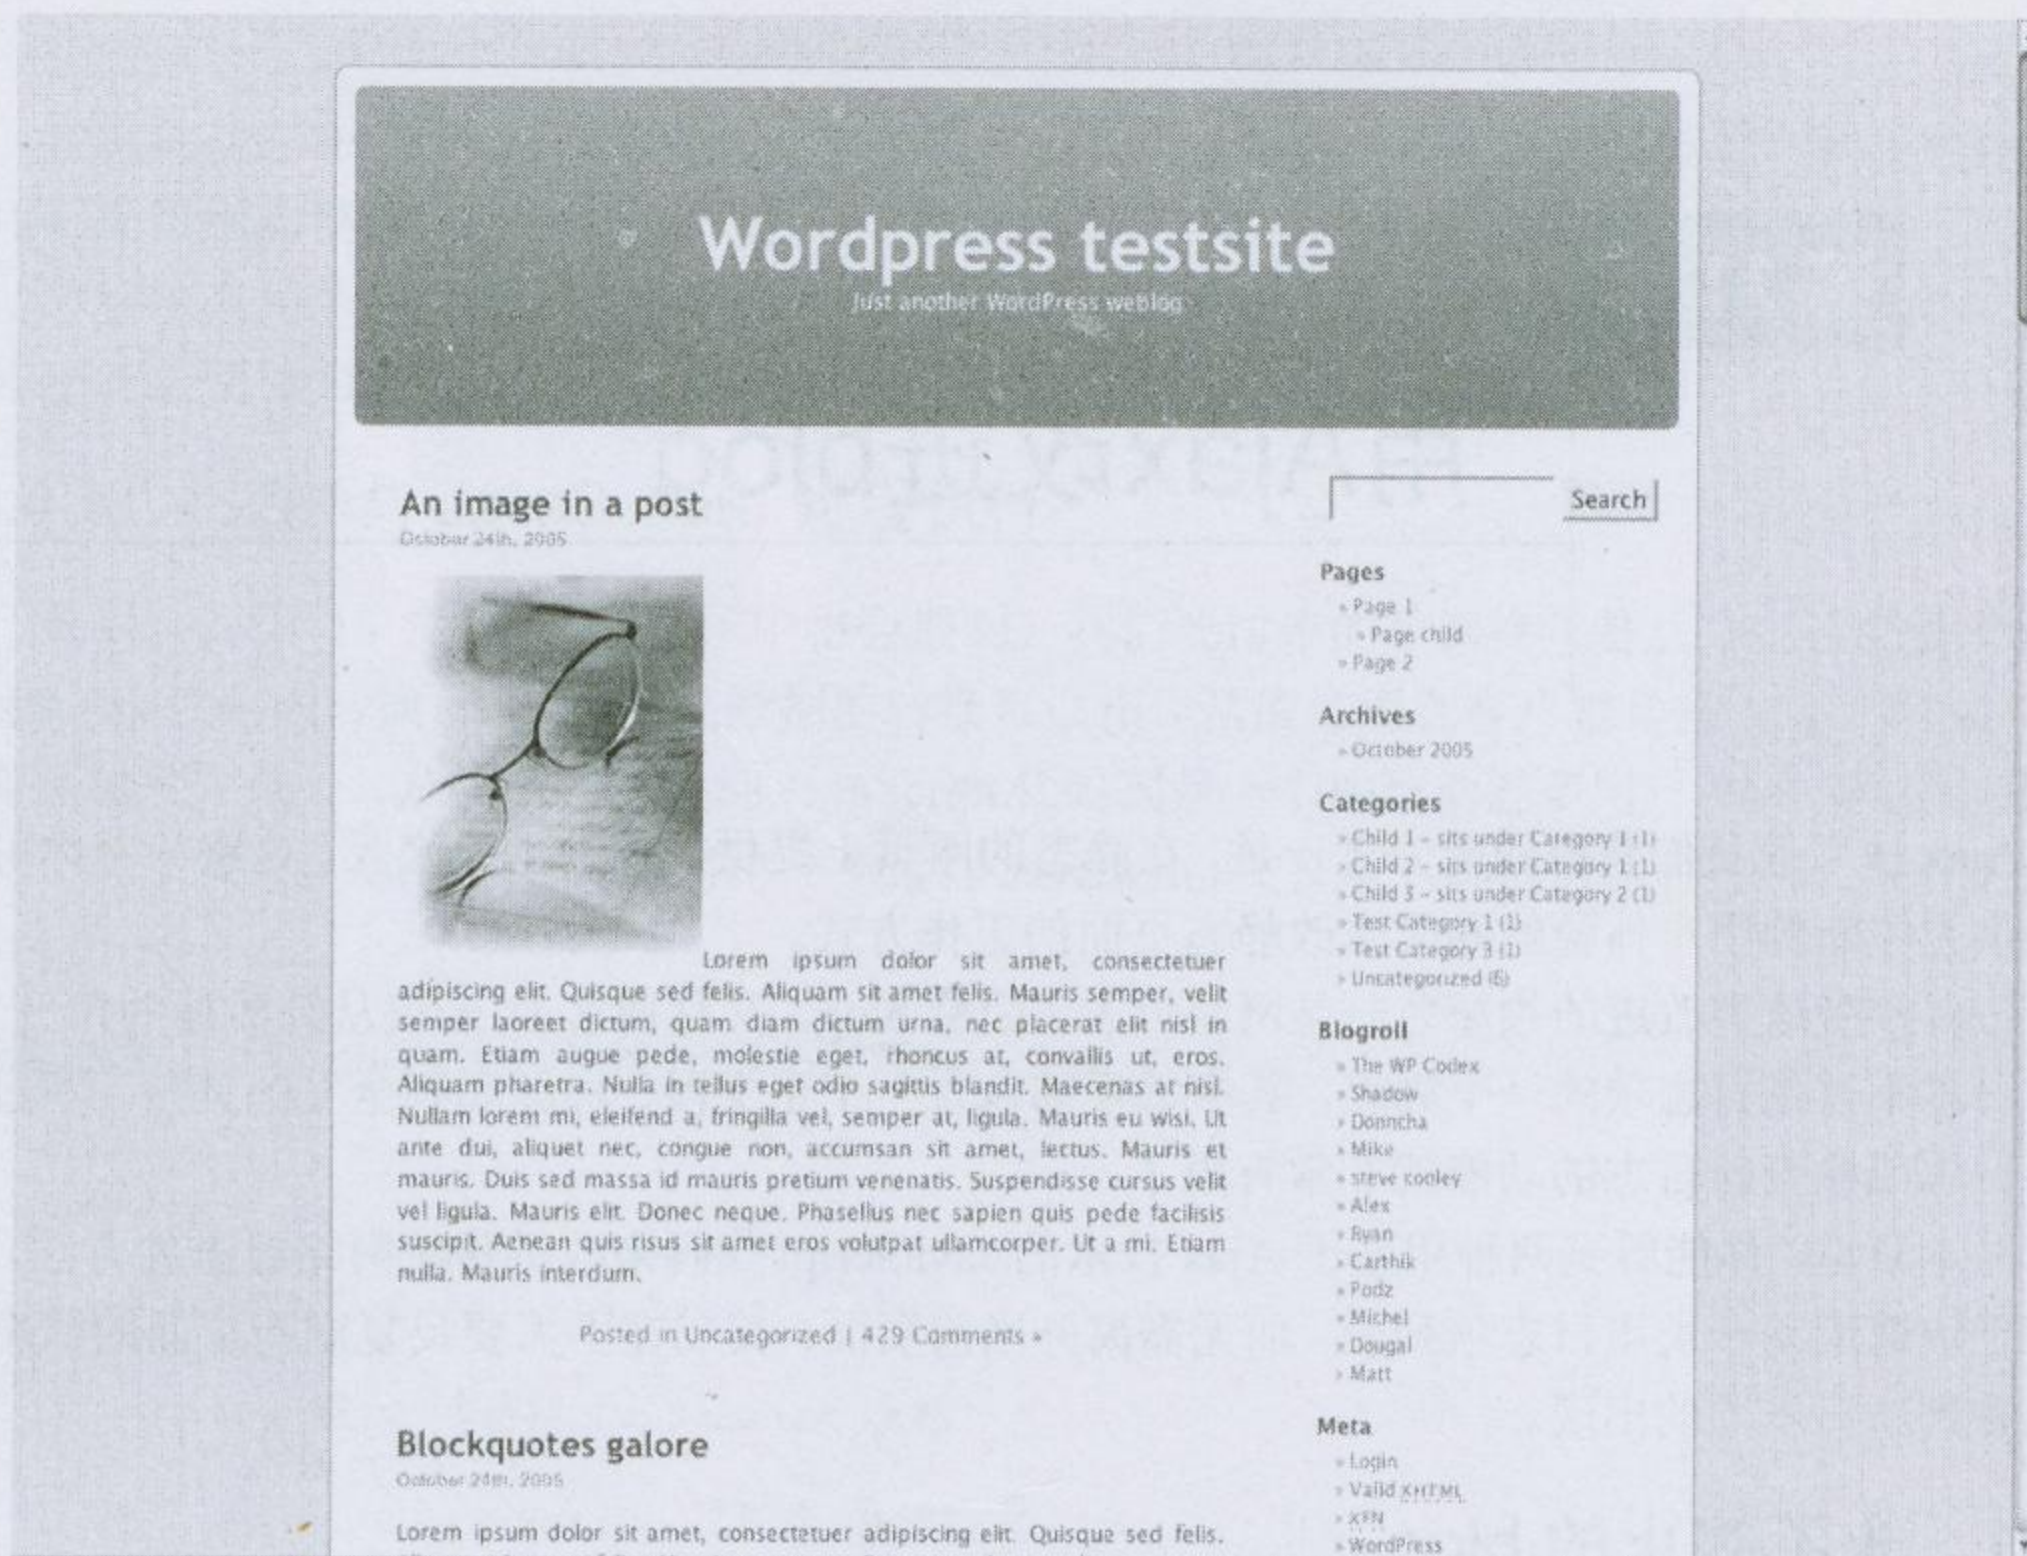 Wordpress testsite
Just another WordPress weblog
An image in a post
October 24th, 2005
Lorem ipsum dolor sit amet, consectetuer
adipiscing elit. Quisque sed felis. Aliquam sit amet felis. Mauris semper, velit
semper laoreet dictum, quam diam dictum urna, nec placerat elit nisl in
quam. Etiam augue pede, molestie eget, rhoncus at, convallis ut, eros.
Aliquam pharetra. Nulla in tellus eget odio sagittis blandit. Maecenas at nisl.
Nullam lorem mi, eleifend a, fringilla vel, semper at, ligula. Mauris eu wisi. Ut
ante dui, aliquet nec, congue non, accumsan sit amet, lectus. Mauris et
mauris. Duis sed massa id mauris pretium venenatis. Suspendisse cursus velit
vel ligula. Mauris elit. Donec neque. Phasellus nec sapien quis pede facilisis
suscipit. Aenean quis risus sit amet eros volutpat ullamcorper. Ut a mi. Etiam
nulla. Mauris interdum.
Posted in Uncategorized | 429 Comments »
Blockquotes galore
October 24th, 2005
Lorem ipsum dolor sit amet, consectetuer adipiscing elit. Quisque sed felis.
Search
Pages
» Page 1
» Page child
» Page 2
Archives
» October 2005
Categories
» Child 1 – sits under Category 1 (1)
» Child 2 – sits under Category 1 (1)
» Child 3 – sits under Category 2 (1)
» Test Category 1 (1)
» Test Category 3 (1)
» Uncategorized (6)
Blogroll
» The WP Codex
» Shadow
» Donncha
» Mike
» steve cooley
» Alex
» Ryan
» Carthik
» Podz
» Michel
» Dougal
» Matt
Meta
» Login
» Valid XHTML
» XFN
» WordPress